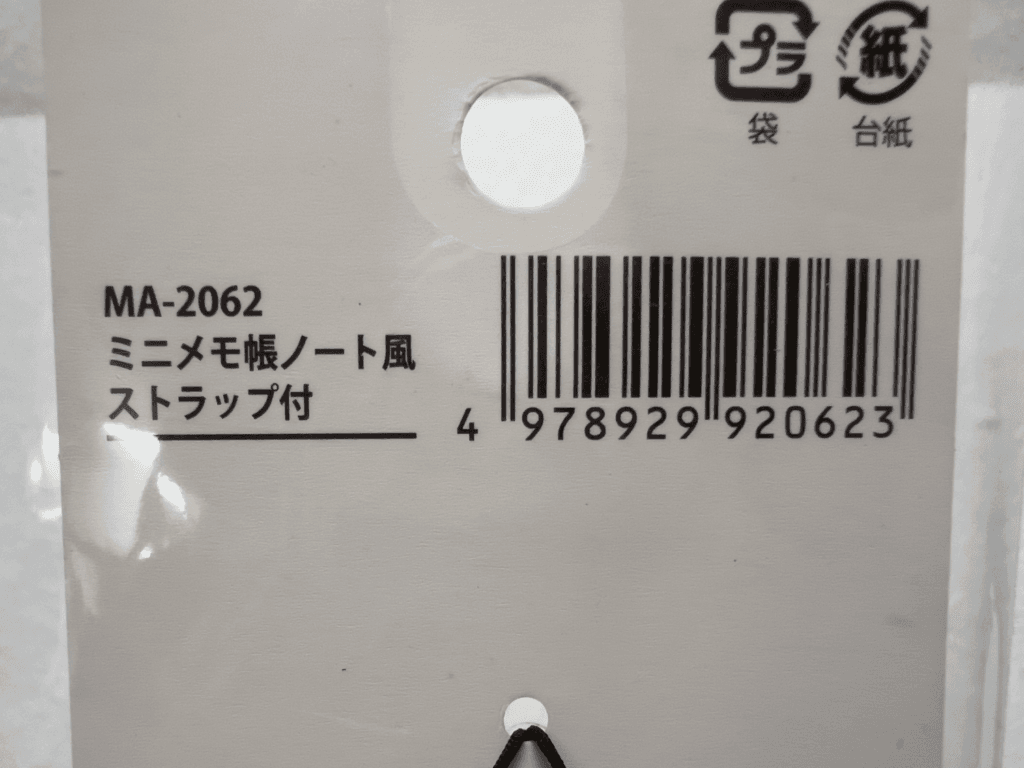 プラ
紙
袋
台紙
MA-2062
ミニメモ帳ノート風
ストラップ付
4 978929 920623